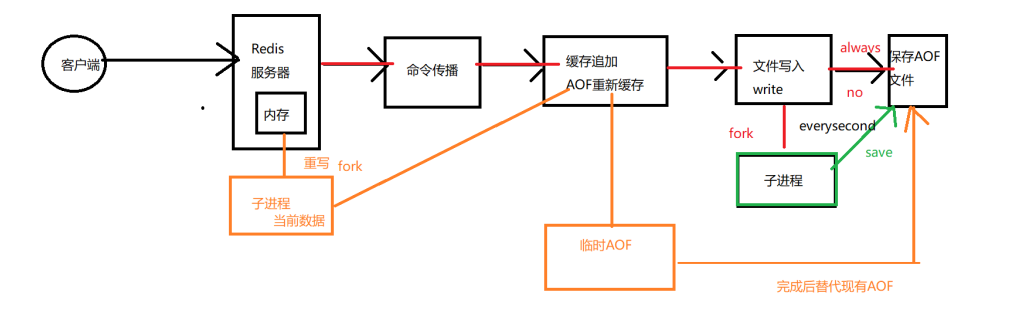 客户端
Redis
服务器
内存
命令传播
缓存追加
AOF重新缓存
文件写入
write
always
no
保存AOF
文件
重写 fork
子进程
当前数据
fork
everysecond
save
子进程
临时AOF
完成后替代现有AOF